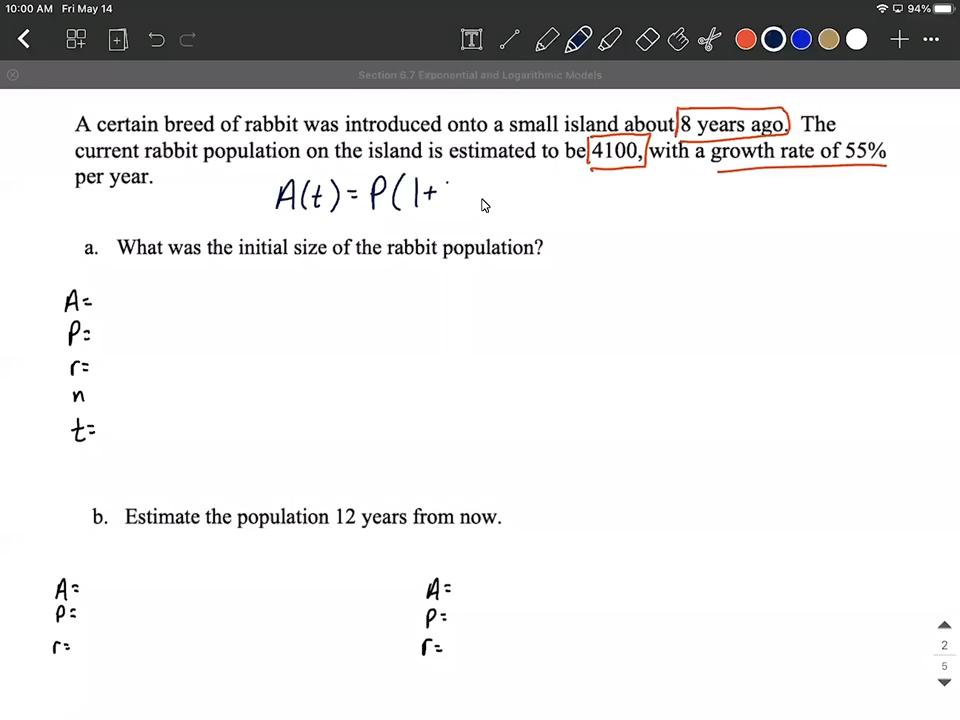 10:00 AM Fri May 14
94%
Section 6.7 Exponential and Logarithmic Models
A certain breed of rabbit was introduced onto a small island about 8 years ago. The
current rabbit population on the island is estimated to be 4100, with a growth rate of 55%
per year.
A(t) = P(1+
a. What was the initial size of the rabbit population?
A=
P=
r=
n
t=
b. Estimate the population 12 years from now.
A= A=
P= P=
r= r=
2
5